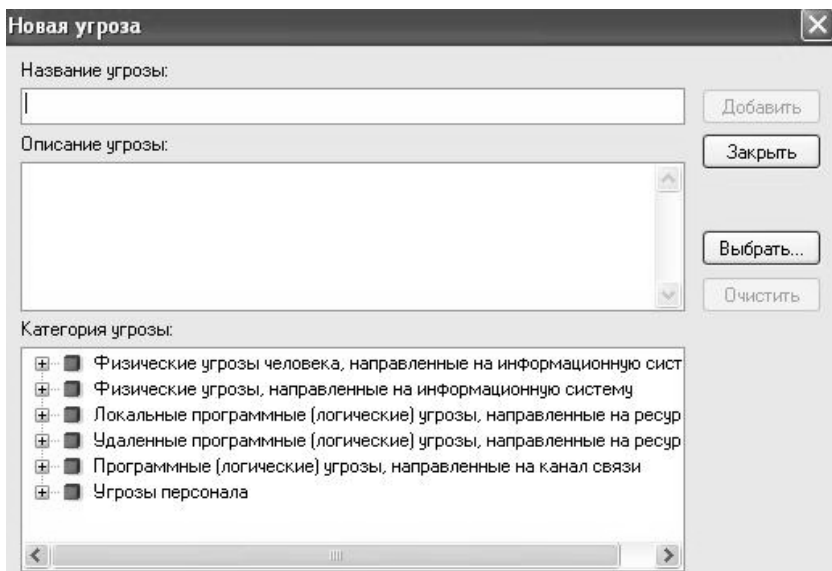 Новая угроза
Название угрозы:
Добавить
Описание угрозы:
Закрыть
Выбрать...
Очистить
Категория угрозы:
Физические угрозы человека, направленные на информационную сист
Физические угрозы, направленные на информационную систему
Локальные программные (логические) угрозы, направленные на ресур
Удаленные программные (логические) угрозы, направленные на ресур
Программные (логические) угрозы, направленные на канал связи
Угрозы персонала